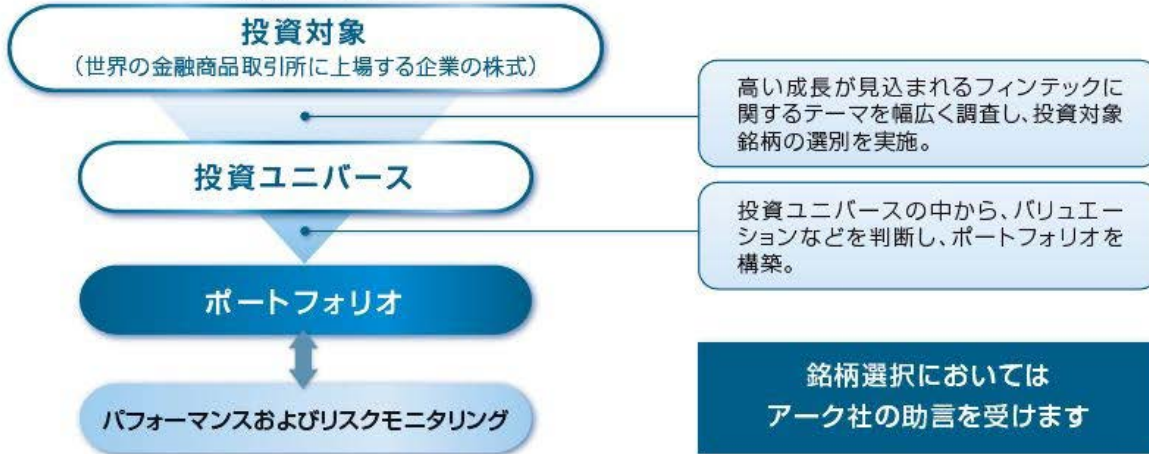 投資対象
（世界の金融商品取引所に上場する企業の株式）
高い成長が見込まれるフィンテックに
関するテーマを幅広く調査し、投資対象
銘柄の選別を実施。
投資ユニバース
投資ユニバースの中から、バリュエー
ションなどを判断し、ポートフォリオを
構築。
ポートフォリオ
パフォーマンスおよびリスクモニタリング
銘柄選択においては
アーク社の助言を受けます